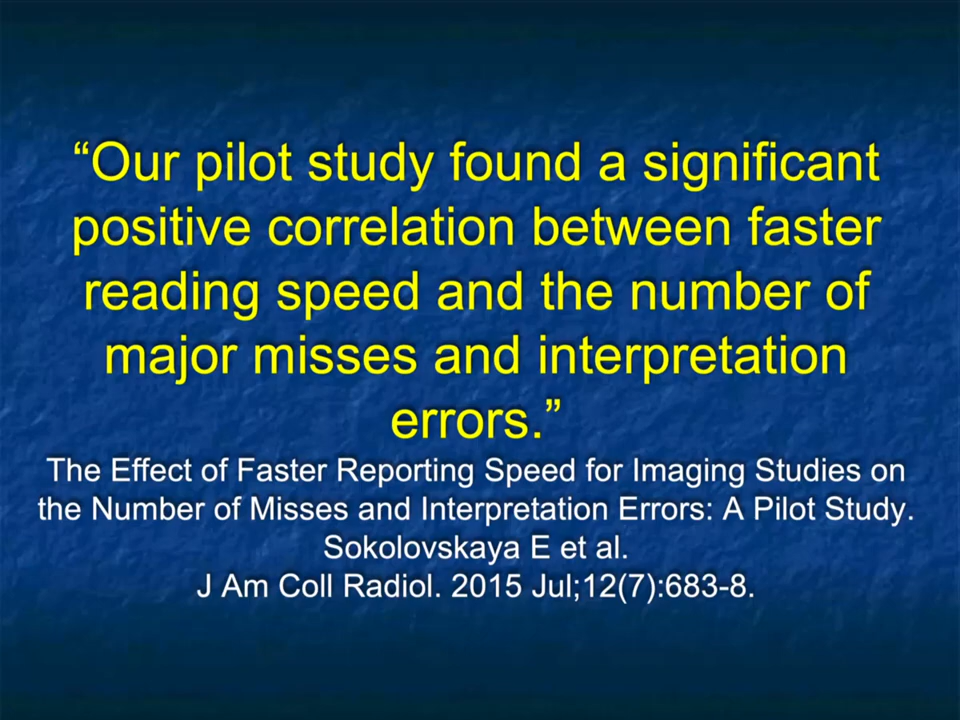 “Our pilot study found a significant
positive correlation between faster
reading speed and the number of
major misses and interpretation
errors.”
The Effect of Faster Reporting Speed for Imaging Studies on
the Number of Misses and Interpretation Errors: A Pilot Study.
Sokolovskaya E et al.
J Am Coll Radiol. 2015 Jul;12(7):683-8.